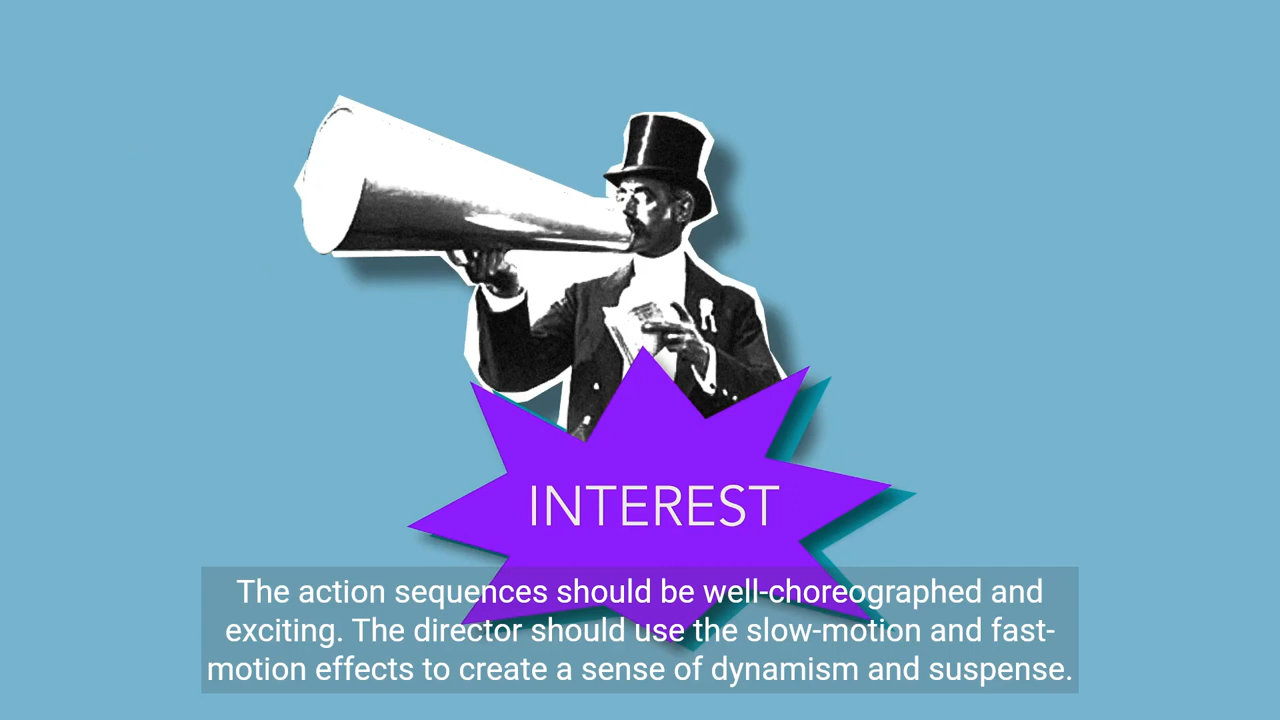 INTEREST
The action sequences should be well-choreographed and
exciting. The director should use the slow-motion and fast-
motion effects to create a sense of dynamism and suspense.